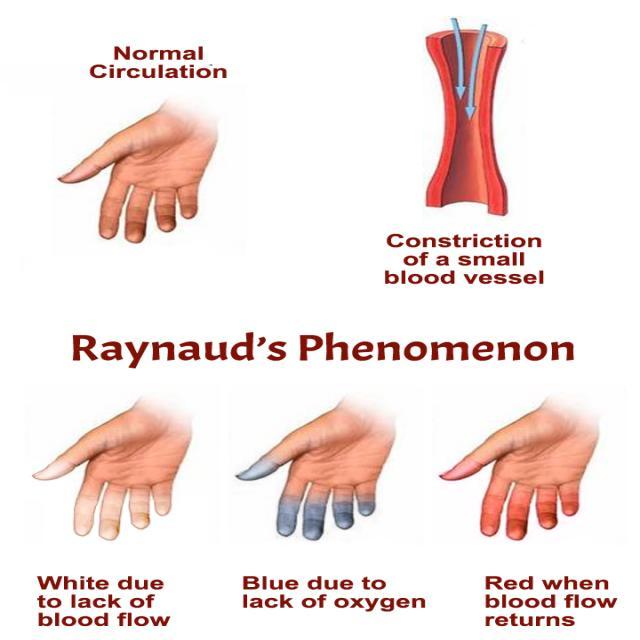 Normal
Circulation
Constriction
of a small
blood vessel
Raynaud's Phenomenon
White due
to lack of
blood flow
Blue due to
lack of oxygen
Red when
blood flow
returns